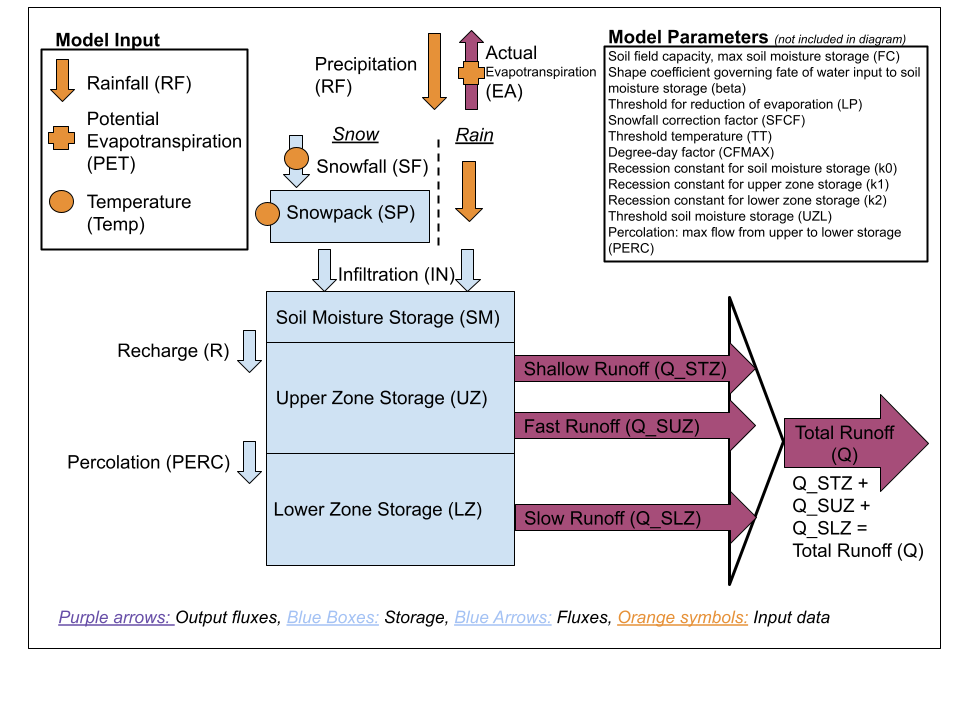 Model Input
Rainfall (RF)
Potential
Evapotranspiration
(PET)
Temperature
(Temp)
Precipitation
(RF)
Actual
Evapotranspiration
(EA)
Model Parameters (not included in diagram)
Soil field capacity, max soil moisture storage (FC)
Shape coefficient governing fate of water input to soil
moisture storage (beta)
Threshold for reduction of evaporation (LP)
Snowfall correction factor (SFCF)
Threshold temperature (TT)
Degree-day factor (CFMAX)
Recession constant for soil moisture storage (k0)
Recession constant for upper zone storage (k1)
Recession constant for lower zone storage (k2)
Threshold soil moisture storage (UZL)
Percolation: max flow from upper to lower storage
(PERC)
Snow
Rain
Snowfall (SF)
Snowpack (SP)
Infiltration (IN)
Soil Moisture Storage (SM)
Recharge (R)
Upper Zone Storage (UZ)
Percolation (PERC)
Lower Zone Storage (LZ)
Shallow Runoff (Q_STZ)
Fast Runoff (Q_SUZ)
Slow Runoff (Q_SLZ)
Total Runoff
(Q)
Q_STZ +
Q_SUZ +
Q_SLZ =
Total Runoff (Q)
Purple arrows: Output fluxes, Blue Boxes: Storage, Blue Arrows: Fluxes, Orange symbols: Input data